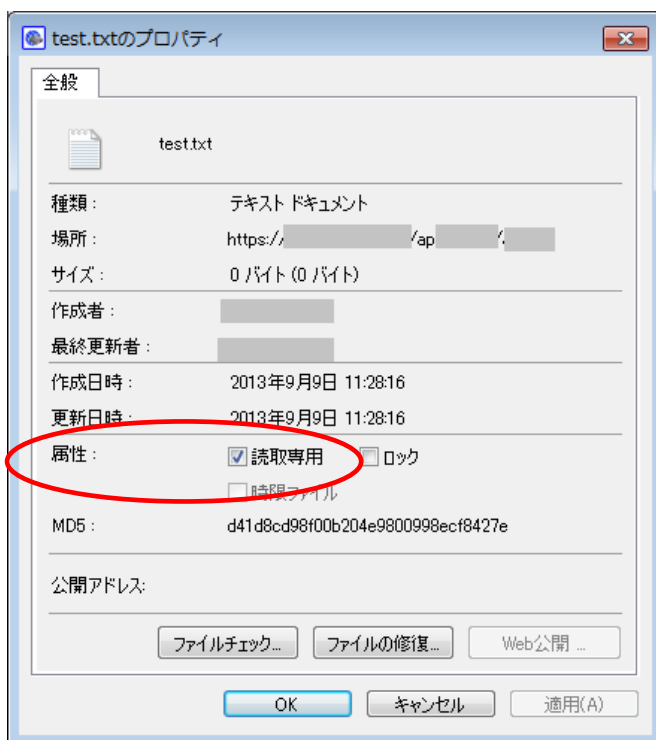 test.txtのプロパティ
全般
test.txt
種類: テキスト ドキュメント
場所: https:// /ap /
サイズ: 0 バイト (0 バイト)
作成者:
最終更新者:
作成日時: 2013年9月9日 11:28:16
更新日時: 2013年9月9日 11:28:16
属性: 読取専用 ロック
時限ファイル
MD5: d41d8cd98f00b204e9800998ecf8427e
公開アドレス:
ファイルチェック... ファイルの修復... Web公開 ...
OK キャンセル 適用(A)